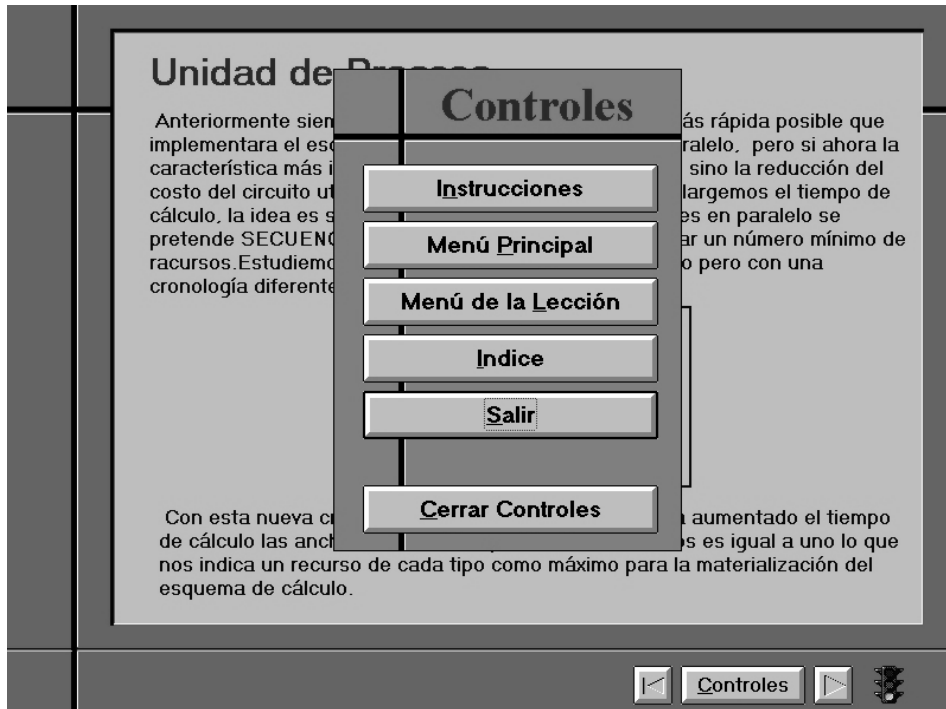 Unidad de Proceso
Controles
Anteriormente siem ás rápida posible que
implementara el esq ralelo, pero si ahora la
característica más i sino la reducción del
costo del circuito ut largemos el tiempo de
cálculo, la idea es s es en paralelo se
pretende SECUENC ar un número mínimo de
racursos.Estudiemo o pero con una
cronología diferente
Instrucciones
Menú Principal
Menú de la Lección
Indice
Salir
Cerrar Controles
Con esta nueva cr aumentado el tiempo
de cálculo las anch os es igual a uno lo que
nos indica un recurso de cada tipo como máximo para la materialización del
esquema de cálculo.
Controles